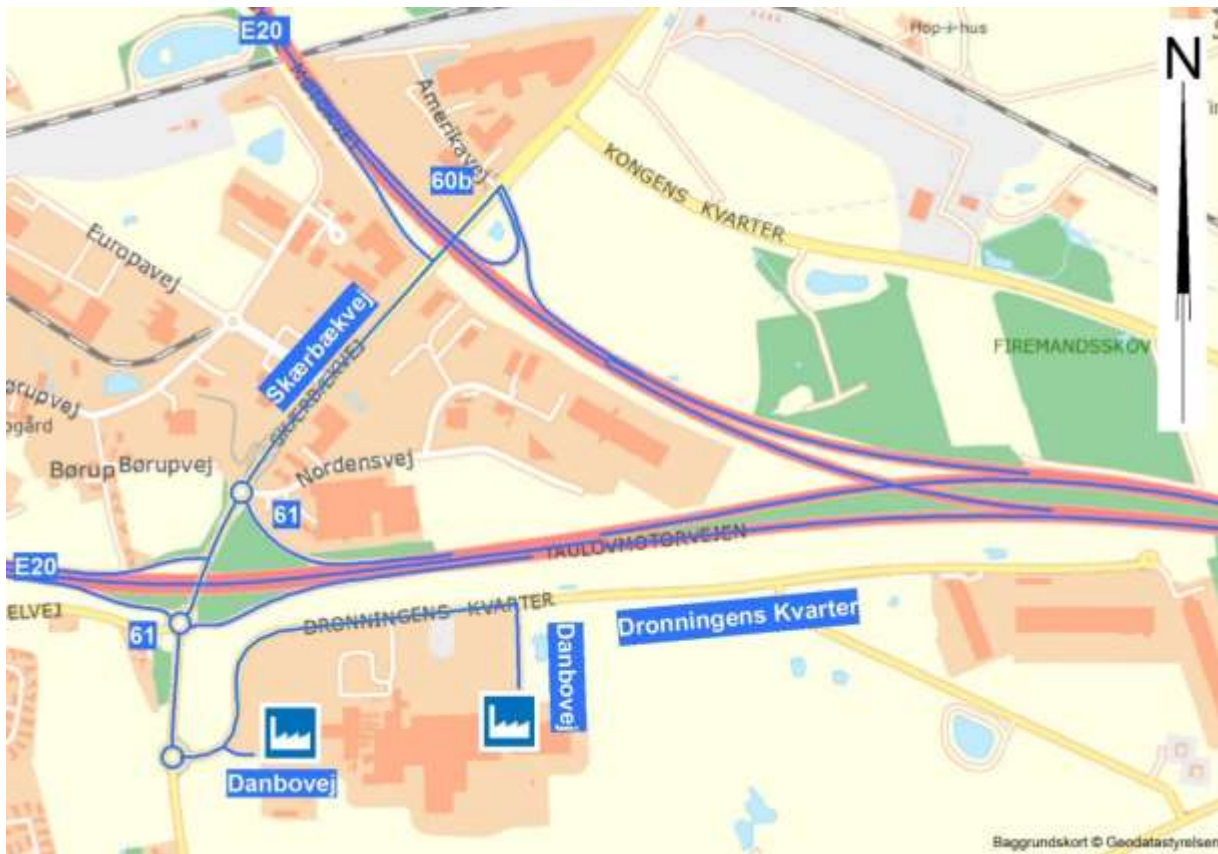 E20
Hop-i-hus
N
Amerikavej
60b
KONGENS KVARTER
Europavej
Skærbækvej
SKÆRBÆKVEJ
FIREMANDSSKOV
Børup
Børupvej
Nordensvej
61
TAULOVMOTORVEJEN
E20
ELVEJ
61
DRONNINGENS KVARTER
Dronningens Kvarter
Danbovej
Danbovej
Baggrundskort © Geodatastyrelsen